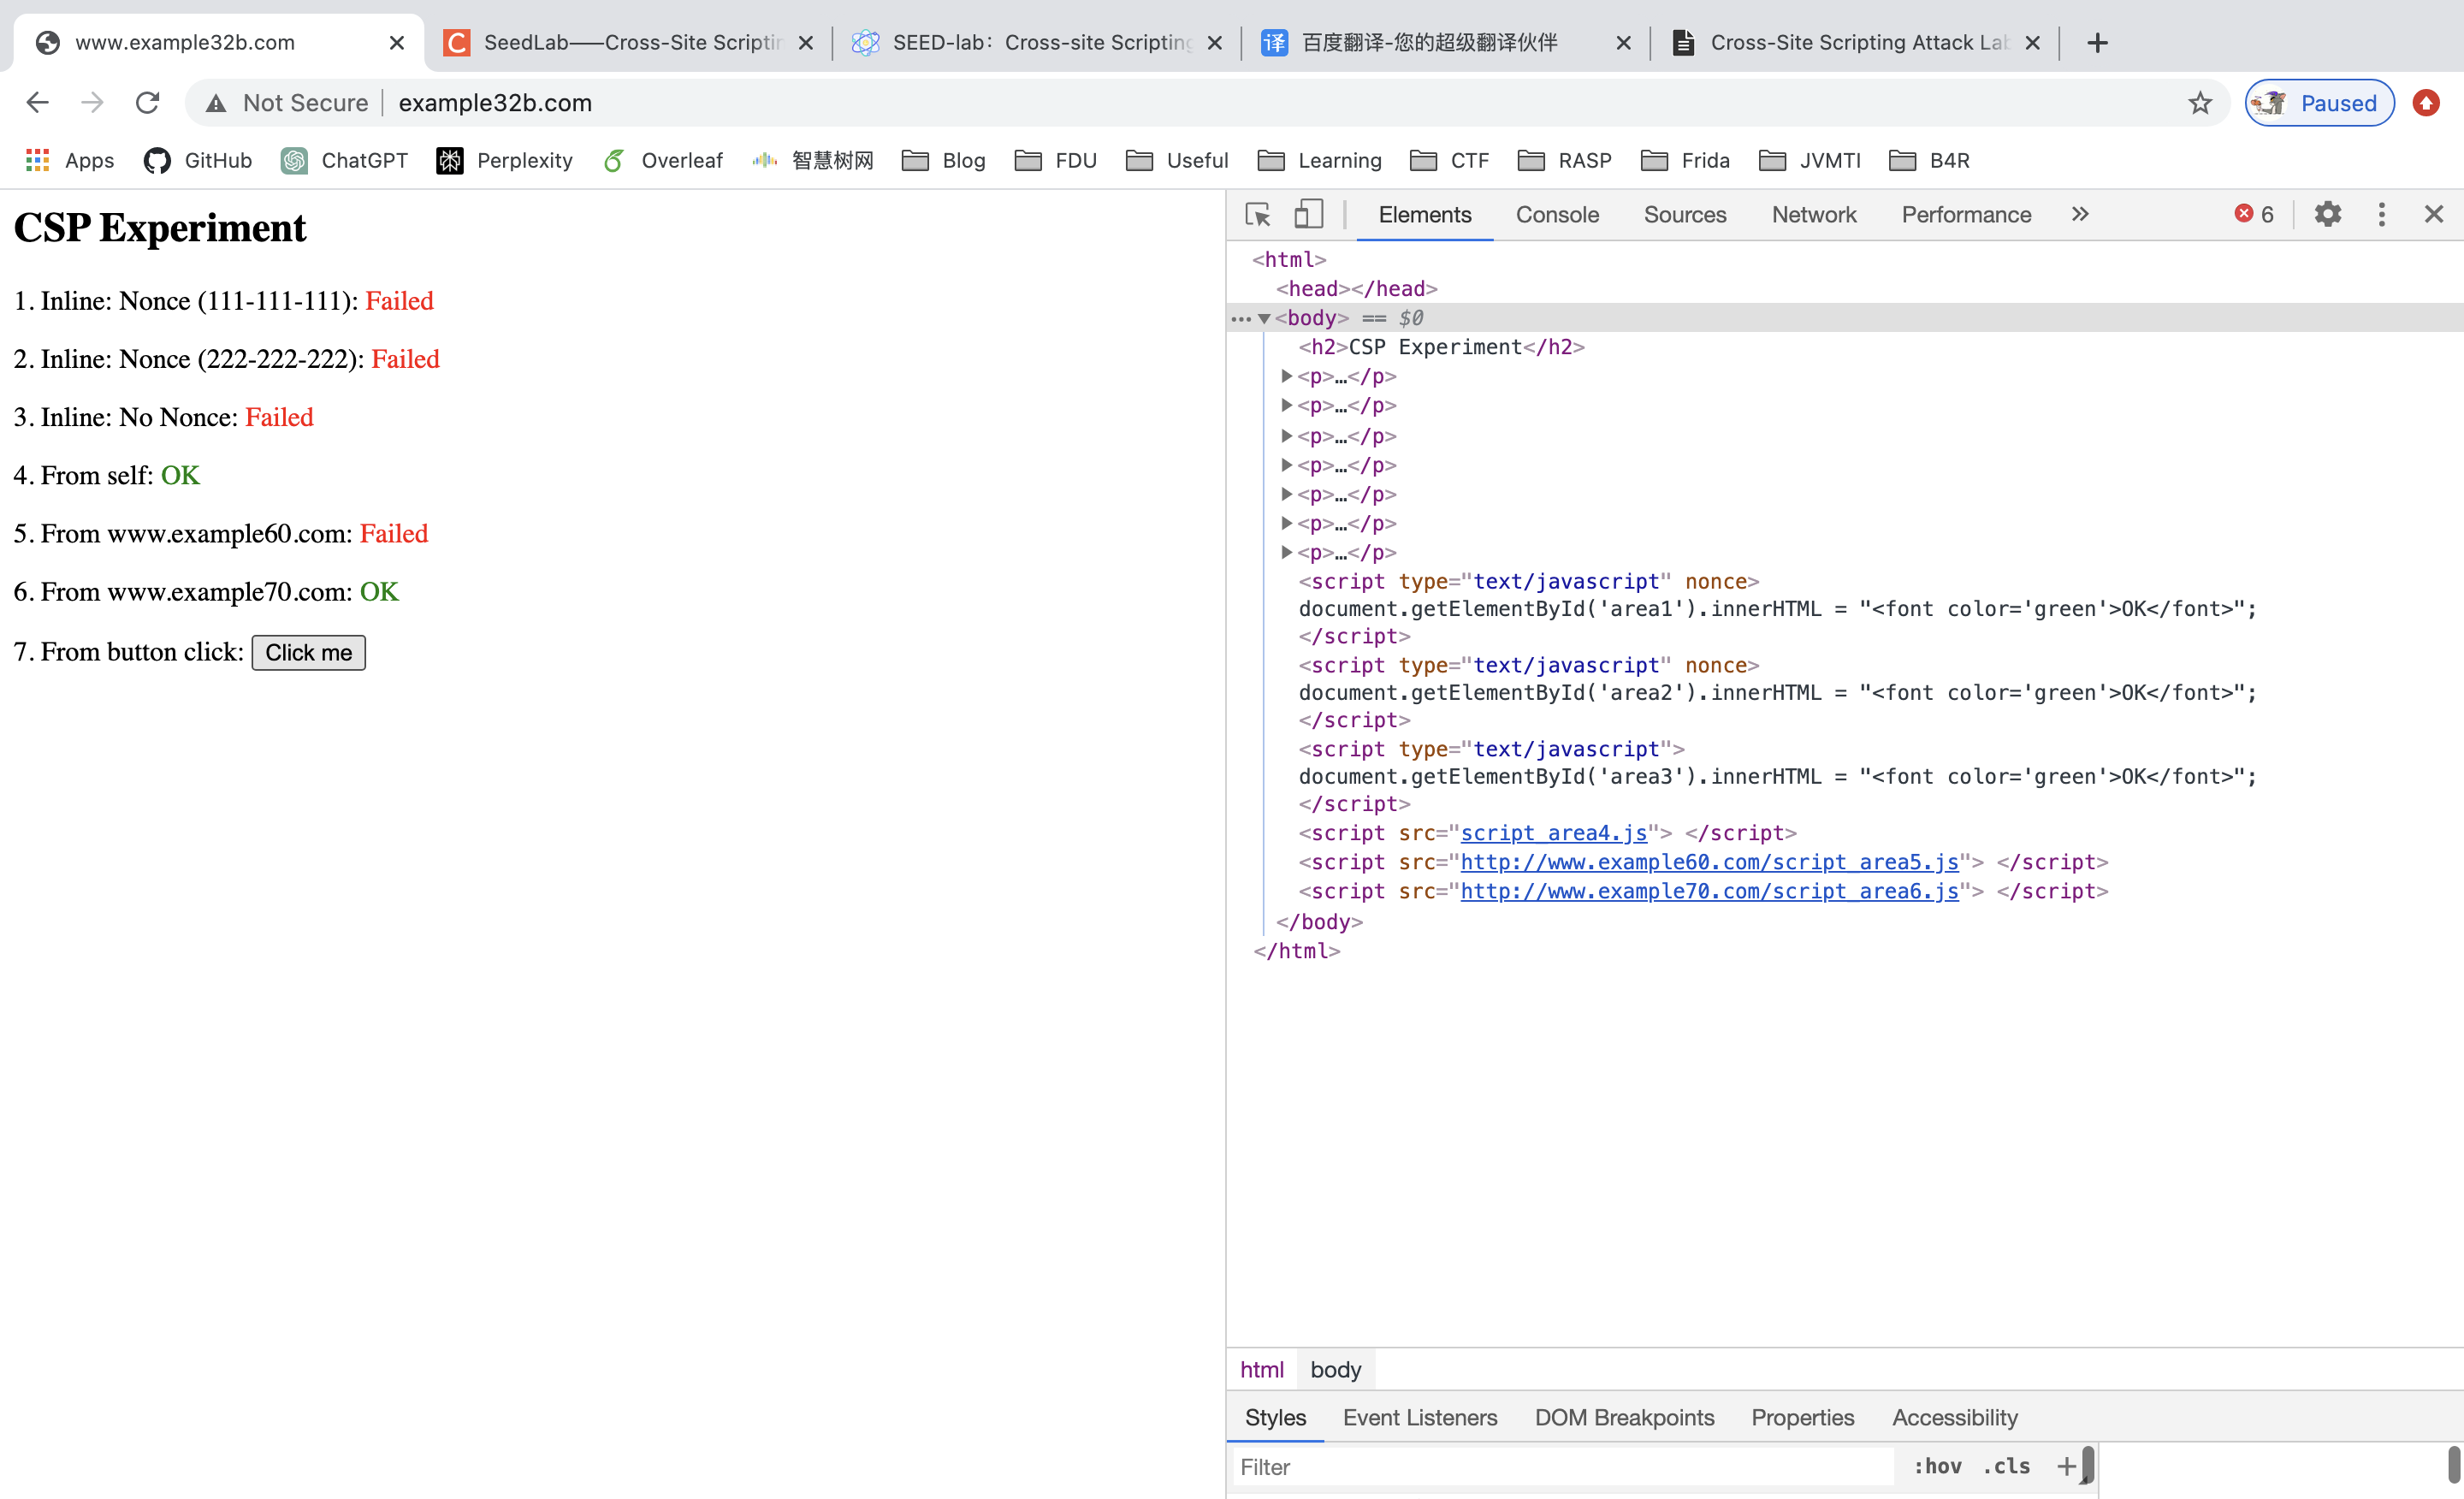 www.example32b.com
SeedLab——Cross-Site Scriptin
SEED-lab：Cross-site Scripting
译 百度翻译-您的超级翻译伙伴
Cross-Site Scripting Attack Lab
Not Secure example32b.com Paused
Apps GitHub ChatGPT Perplexity Overleaf 智慧树网 Blog FDU Useful Learning CTF RASP Frida JVMTI B4R
CSP Experiment
1. Inline: Nonce (111-111-111): Failed
2. Inline: Nonce (222-222-222): Failed
3. Inline: No Nonce: Failed
4. From self: OK
5. From www.example60.com: Failed
6. From www.example70.com: OK
7. From button click: Click me
Elements Console Sources Network Performance » 6
<html>
<head></head>
… <body> == $0
<h2>CSP Experiment</h2>
<p>…</p>
<p>…</p>
<p>…</p>
<p>…</p>
<p>…</p>
<p>…</p>
<p>…</p>
<script type="text/javascript" nonce>
document.getElementById('area1').innerHTML = "<font color='green'>OK</font>";
</script>
<script type="text/javascript" nonce>
document.getElementById('area2').innerHTML = "<font color='green'>OK</font>";
</script>
<script type="text/javascript">
document.getElementById('area3').innerHTML = "<font color='green'>OK</font>";
</script>
<script src="script_area4.js"> </script>
<script src="http://www.example60.com/script_area5.js"> </script>
<script src="http://www.example70.com/script_area6.js"> </script>
</body>
</html>
html body
Styles Event Listeners DOM Breakpoints Properties Accessibility
Filter :hov .cls +